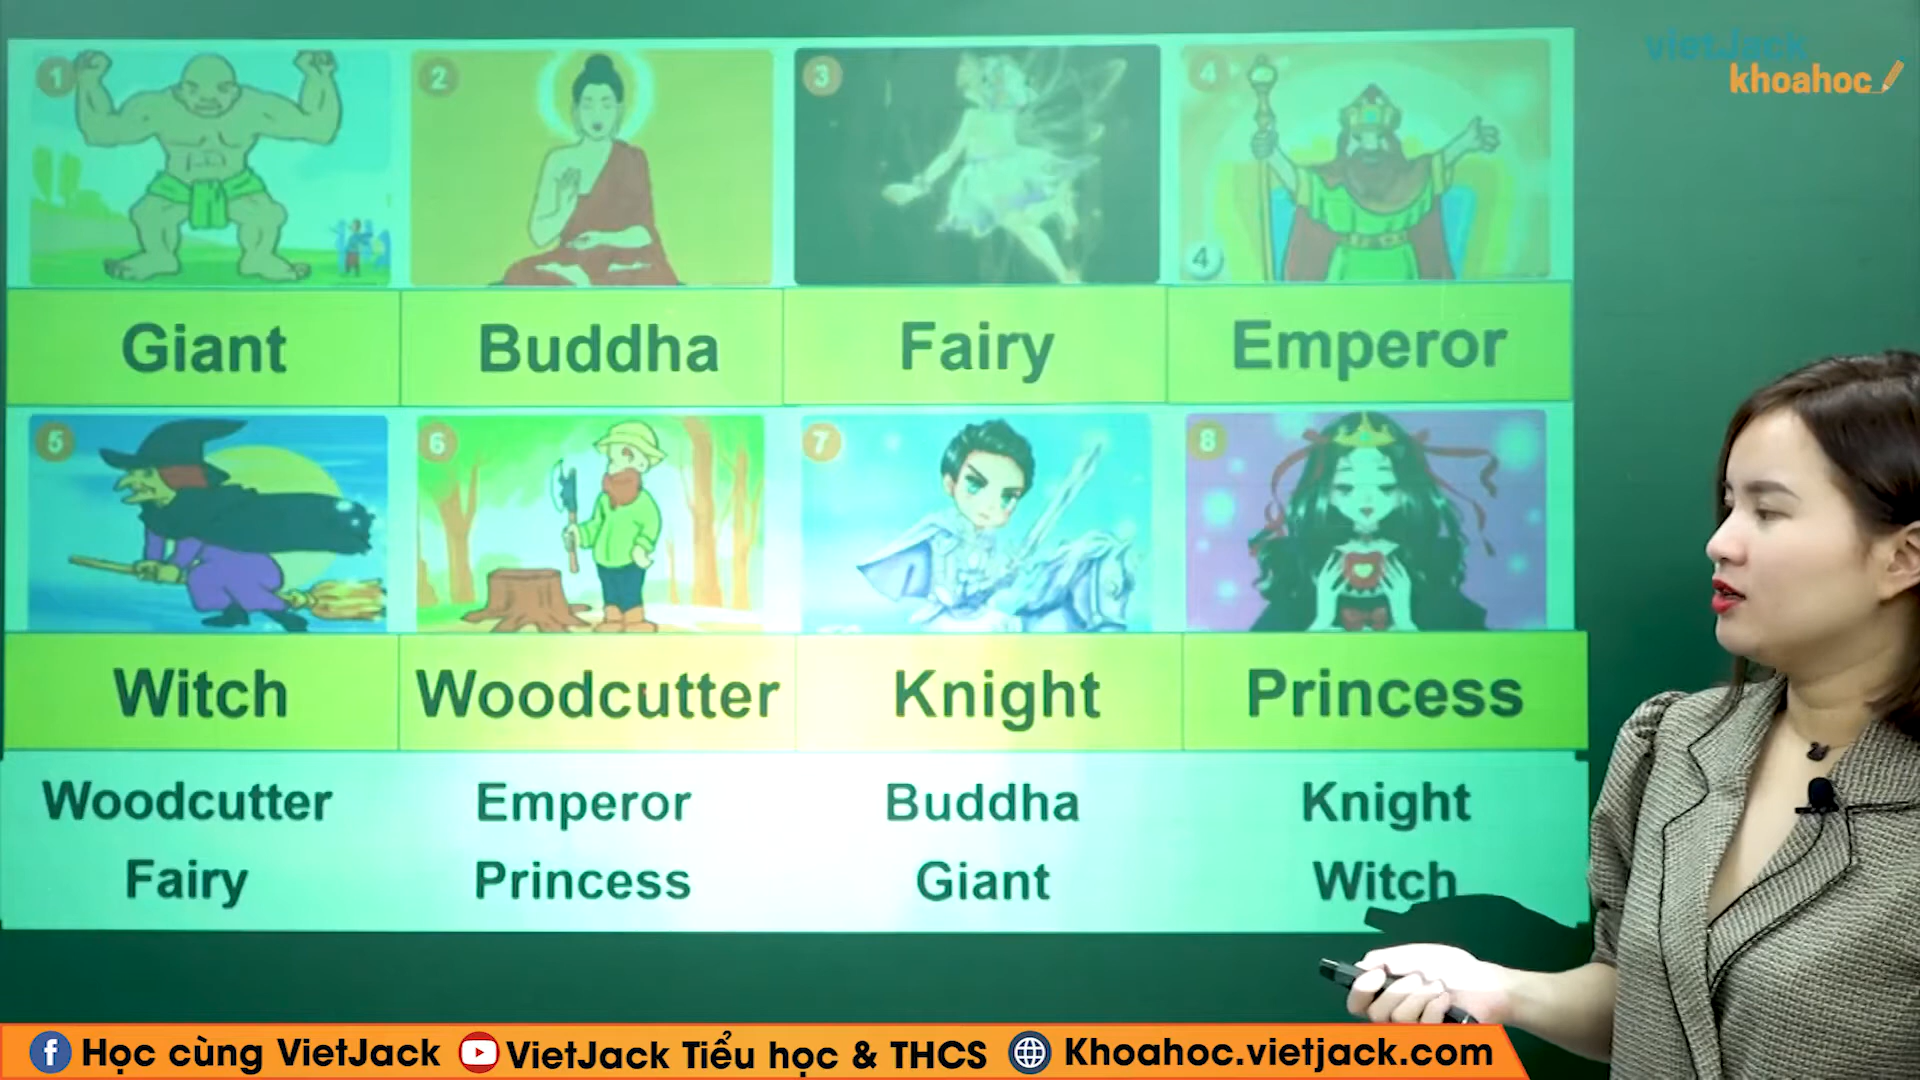 vietJack
khoahoc
1 2 3 4
4
Giant Buddha Fairy Emperor
5 6 7 8
Witch Woodcutter Knight Princess
Woodcutter Emperor Buddha Knight
Fairy Princess Giant Witch
Học cùng VietJack VietJack Tiểu học & THCS Khoahoc.vietjack.com